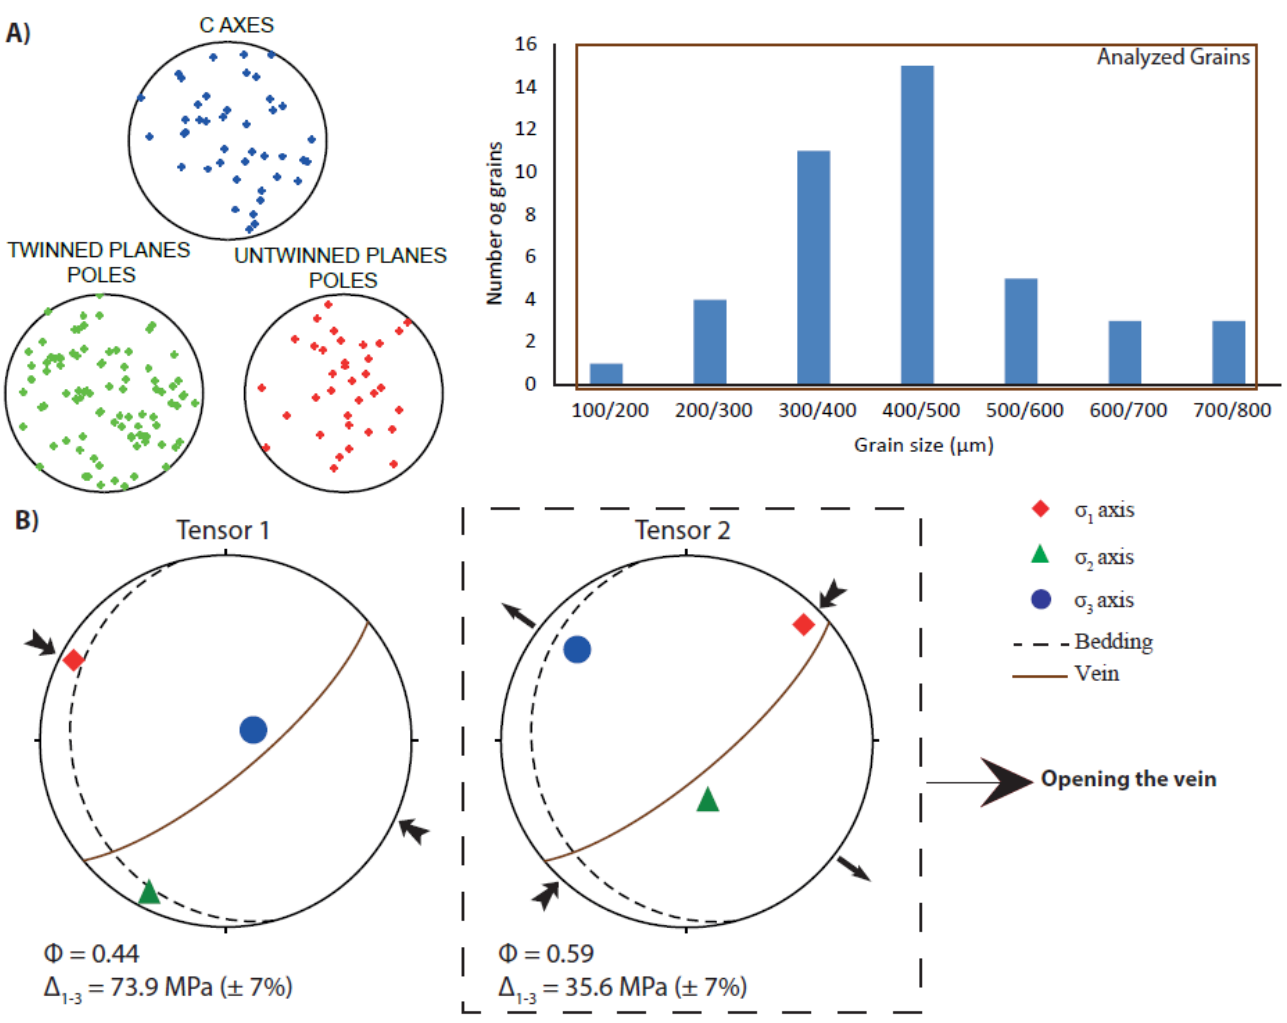 A)
C AXES
TWINNED PLANES
POLES
UNTWINNED PLANES
POLES
16
14
12
10
8
6
4
2
0
Number og grains
Analyzed Grains
100/200 200/300 300/400 400/500 500/600 600/700 700/800
Grain size (µm)
B)
Tensor 1
Φ = 0.44
Δ1-3 = 73.9 MPa (± 7%)
Tensor 2
Φ = 0.59
Δ1-3 = 35.6 MPa (± 7%)
σ1 axis
σ2 axis
σ3 axis
Bedding
Vein
Opening the vein